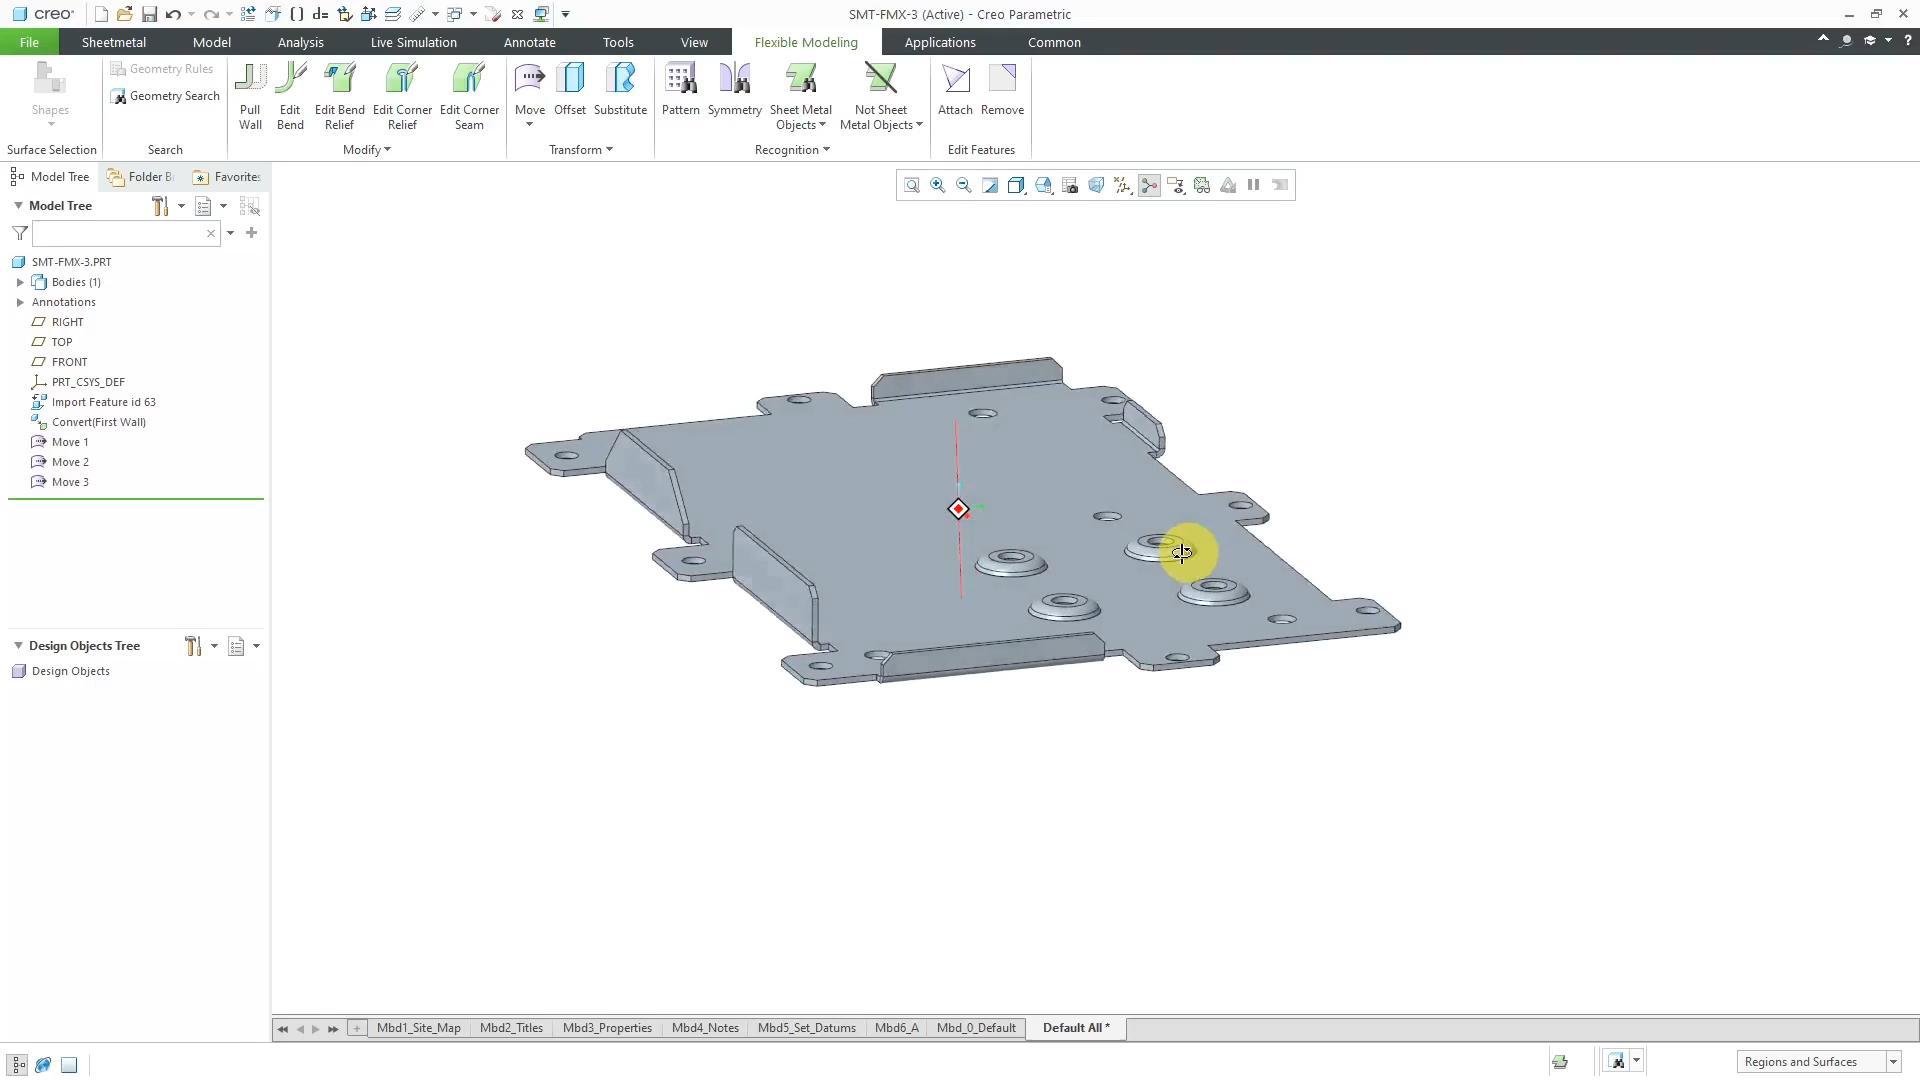 creo
SMT-FMX-3 (Active) - Creo Parametric
File
Sheetmetal
Model
Analysis
Live Simulation
Annotate
Tools
View
Flexible Modeling
Applications
Common
Shapes
Geometry Rules
Geometry Search
Pull Wall
Edit Bend
Edit Bend Relief
Edit Corner Relief
Edit Corner Seam
Move
Offset
Substitute
Pattern
Symmetry
Sheet Metal Objects
Not Sheet Metal Objects
Attach
Remove
Surface Selection
Search
Modify
Transform
Recognition
Edit Features
Model Tree
Folder B
Favorites
Model Tree
SMT-FMX-3.PRT
Bodies (1)
Annotations
RIGHT
TOP
FRONT
PRT_CSYS_DEF
Import Feature id 63
Convert(First Wall)
Move 1
Move 2
Move 3
Design Objects Tree
Design Objects
Mbd1_Site_Map
Mbd2_Titles
Mbd3_Properties
Mbd4_Notes
Mbd5_Set_Datums
Mbd6_A
Mbd_0_Default
Default All *
Regions and Surfaces